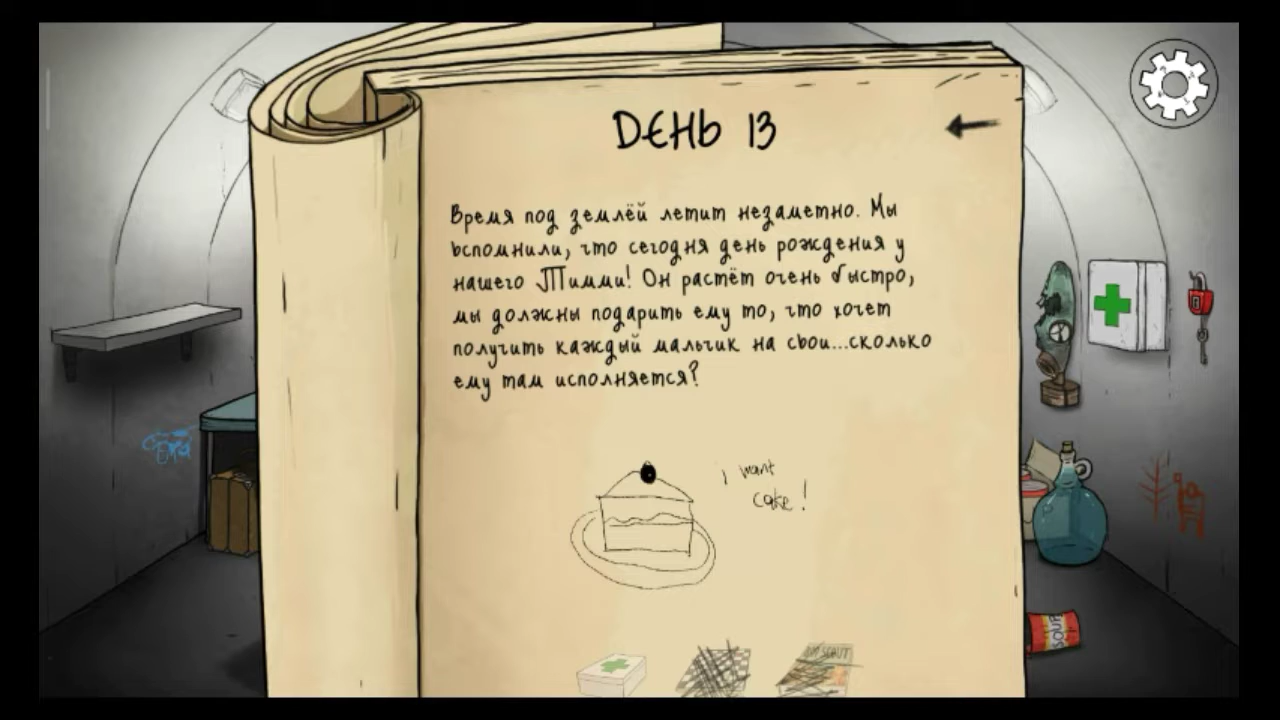 ДЕНЬ 13
Время под землёй летит незаметно. Мы
вспомнили, что сегодня день рождения у
нашего Тимми! Он растёт очень быстро,
мы должны подарить ему то, что хочет
получить каждый мальчик на свои...сколько
ему там исполняется?
i want
cake!
SOUP